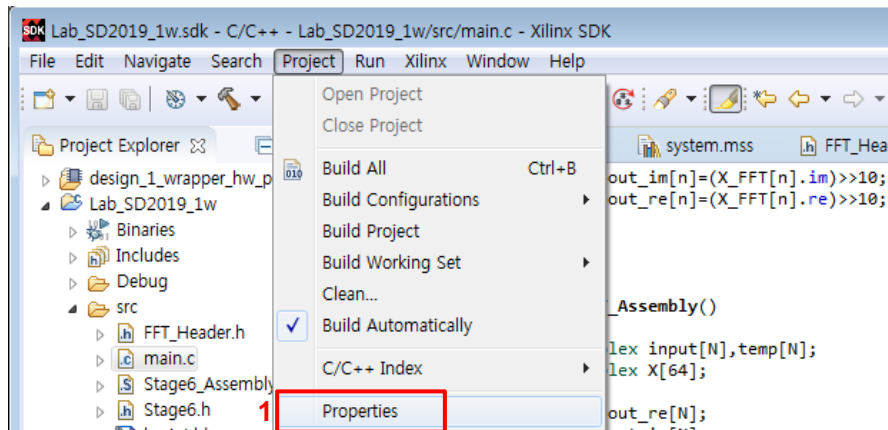 SDK Lab_SD2019_1w.sdk - C/C++ - Lab_SD2019_1w/src/main.c - Xilinx SDK
File Edit Navigate Search Project Run Xilinx Window Help
Open Project
Close Project
Project Explorer
system.mss
FFT_Hea
design_1_wrapper_hw_p
010 Build All Ctrl+B
out_im[n]=(X_FFT[n].im)>>10;
Lab_SD2019_1w
Build Configurations
out_re[n]=(X_FFT[n].re)>>10;
Binaries
Build Project
Includes
Build Working Set
Debug
Clean...
src
Build Automatically
_Assembly()
.h FFT_Header.h
.c main.c
C/C++ Index
lex input[N],temp[N];
lex X[64];
.S Stage6_Assembly
.h Stage6.h
1 Properties
out_re[N];